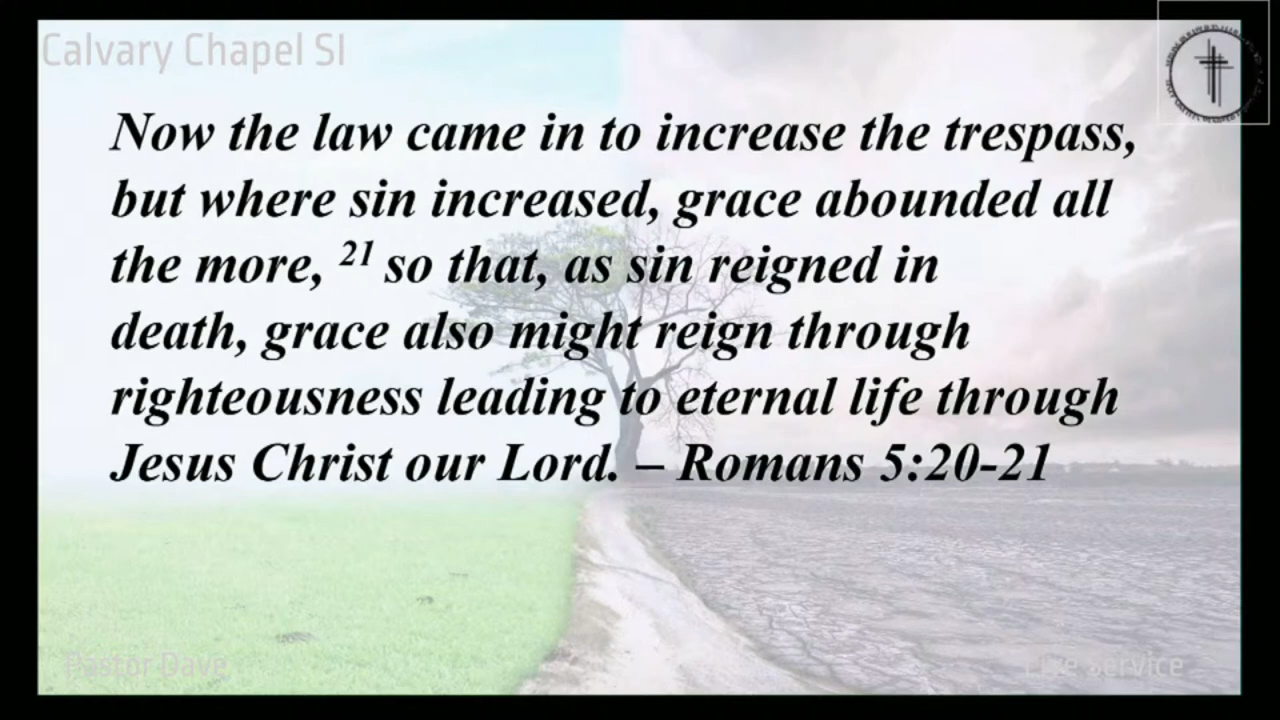 Calvary Chapel SI
Now the law came in to increase the trespass,
but where sin increased, grace abounded all
the more, 21 so that, as sin reigned in
death, grace also might reign through
righteousness leading to eternal life through
Jesus Christ our Lord. – Romans 5:20-21
Pastor Dave
Live Service